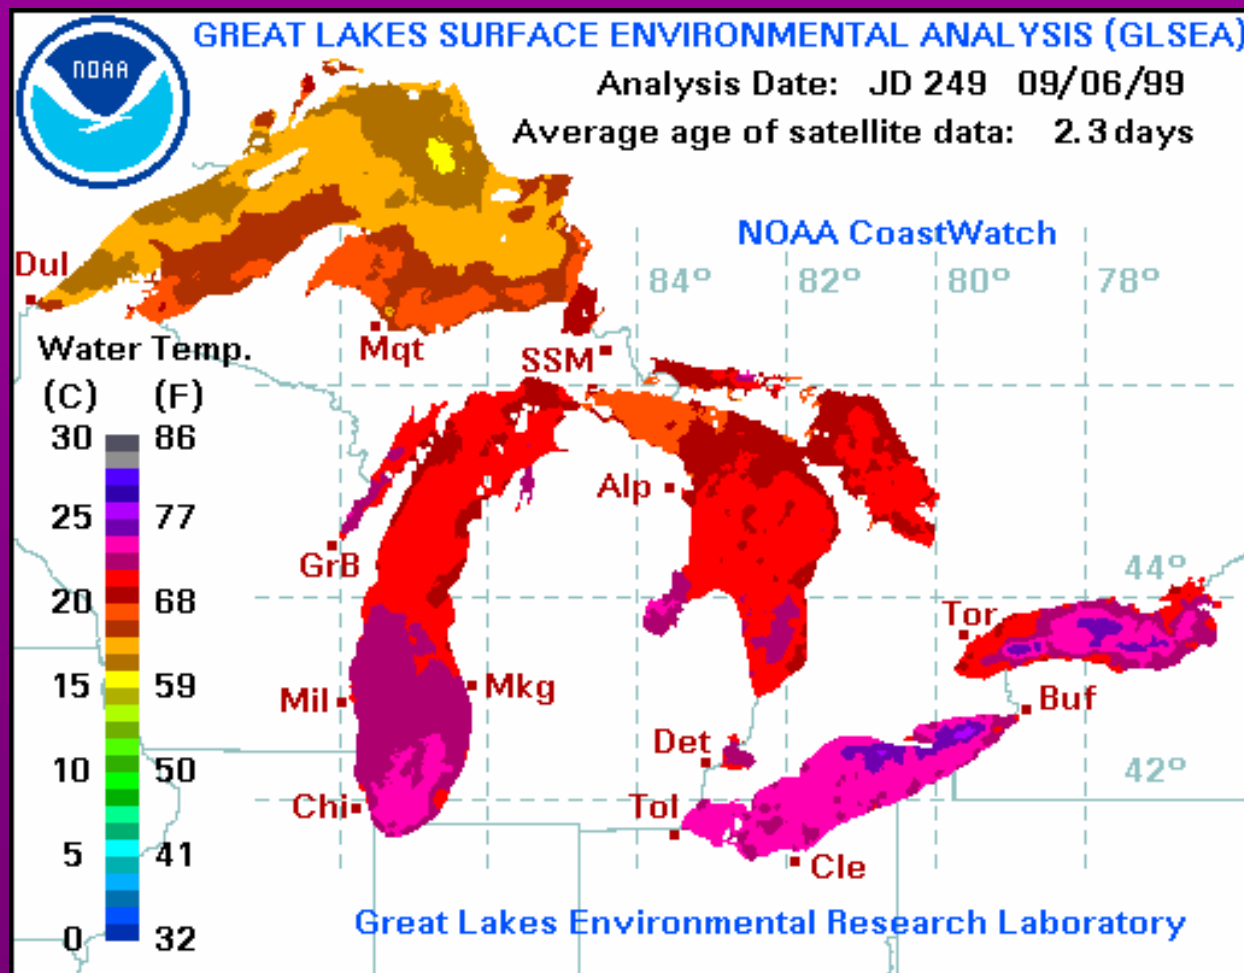 GREAT LAKES SURFACE ENVIRONMENTAL ANALYSIS (GLSEA)
NOAA
Analysis Date: JD 249 09/06/99
Average age of satellite data: 2.3 days
NOAA CoastWatch
Dul
84° 82° 80° 78°
Water Temp.
Mqt
SSM
(C) (F)
30 86
Alp
25 77
GrB
44°
20 68
Tor
15 59
Mil
Mkg
Buf
Det
10 50
42°
Chi
Tol
5 41
Cle
Great Lakes Environmental Research Laboratory
0 32